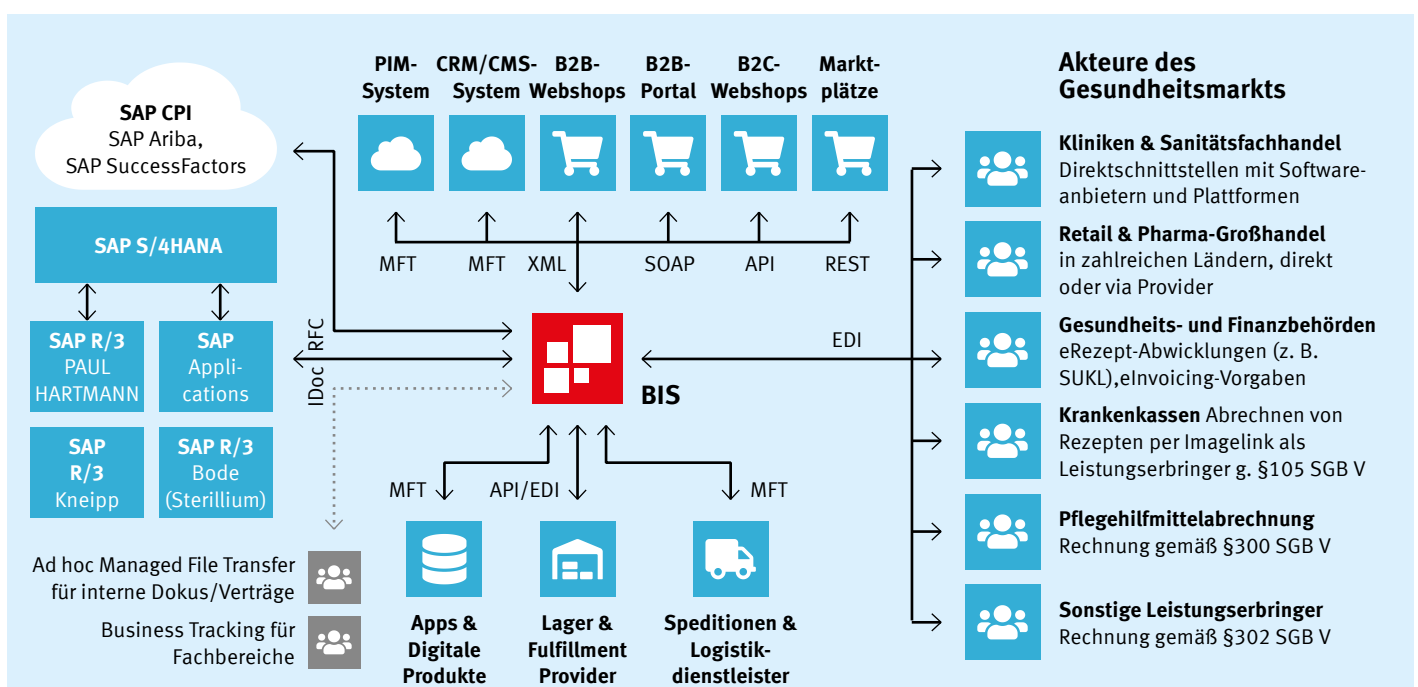 SAP CPI
SAP Ariba,
SAP SuccessFactors
SAP S/4HANA
SAP R/3
PAUL
HARTMANN
SAP
Appli-
cations
SAP
R/3
Kneipp
SAP R/3
Bode
(Sterillium)
IDoc RFC
Ad hoc Managed File Transfer
für interne Dokus/Verträge
Business Tracking für
Fachbereiche
PIM-
System
CRM/CMS-
System
B2B-
Webshops
B2B-
Portal
B2C-
Webshops
Markt-
plätze
MFT
MFT
XML
SOAP
API
REST
BIS
EDI
MFT
API/EDI
MFT
Apps &
Digitale
Produkte
Lager &
Fulfillment
Provider
Speditionen &
Logistik-
dienstleister
Akteure des
Gesundheitsmarkts
Kliniken & Sanitätsfachhandel
Direktschnittstellen mit Software-
anbietern und Plattformen
Retail & Pharma-Großhandel
in zahlreichen Ländern, direkt
oder via Provider
Gesundheits- und Finanzbehörden
eRezept-Abwicklungen (z. B.
SUKL),eInvoicing-Vorgaben
Krankenkassen Abrechnen von
Rezepten per Imagelink als
Leistungserbringer g. §105 SGB V
Pflegehilfmittelabrechnung
Rechnung gemäß §300 SGB V
Sonstige Leistungserbringer
Rechnung gemäß §302 SGB V